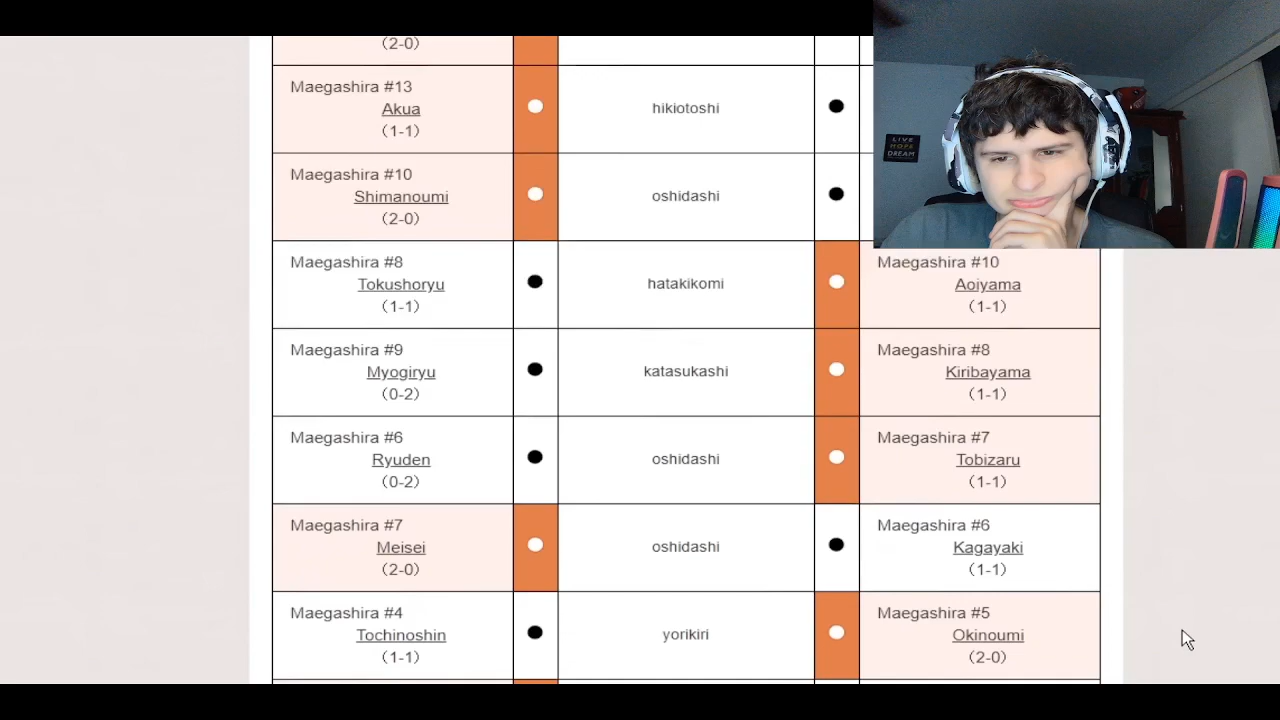 (2-0)
Maegashira #13
Akua
(1-1)
hikiotoshi
LIVE
HOPE
DREAM
Maegashira #10
Shimanoumi
(2-0)
oshidashi
Maegashira #8
Tokushoryu
(1-1)
hatakikomi
Maegashira #10
Aoiyama
(1-1)
Maegashira #9
Myogiryu
(0-2)
katasukashi
Maegashira #8
Kiribayama
(1-1)
Maegashira #6
Ryuden
(0-2)
oshidashi
Maegashira #7
Tobizaru
(1-1)
Maegashira #7
Meisei
(2-0)
oshidashi
Maegashira #6
Kagayaki
(1-1)
Maegashira #4
Tochinoshin
(1-1)
yorikiri
Maegashira #5
Okinoumi
(2-0)